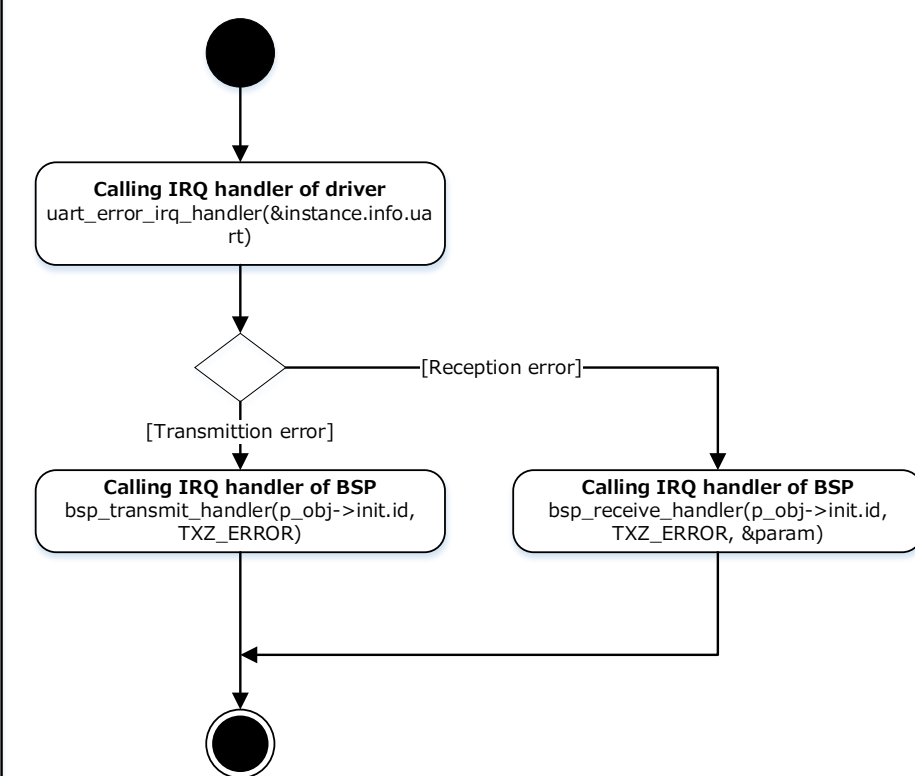 Calling IRQ handler of driver
uart_error_irq_handler(&instance.info.ua
rt)
[Reception error]
[Transmittion error]
Calling IRQ handler of BSP
bsp_transmit_handler(p_obj->init.id,
TXZ_ERROR)
Calling IRQ handler of BSP
bsp_receive_handler(p_obj->init.id,
TXZ_ERROR, &param)